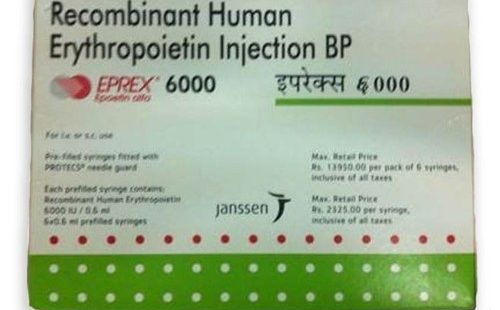 Recombinant Human
Erythropoietin Injection BP
EPREX® 6000
Epoietin alfa
इपरेक्स ६000
For i.v. or s.c. use
Pre-filled syringes fitted with
PROTECS® needle guard
Each prefilled syringe contains:
Recombinant Human Erythropoietin
6000 IU / 0.6 ml
6x0.6 ml prefilled syringes
janssen
Max. Retail Price
Rs. 13950.00 per pack of 6 syringes,
inclusive of all taxes
Max. Retail Price
Rs. 2325.00 per syringe,
inclusive of all taxes